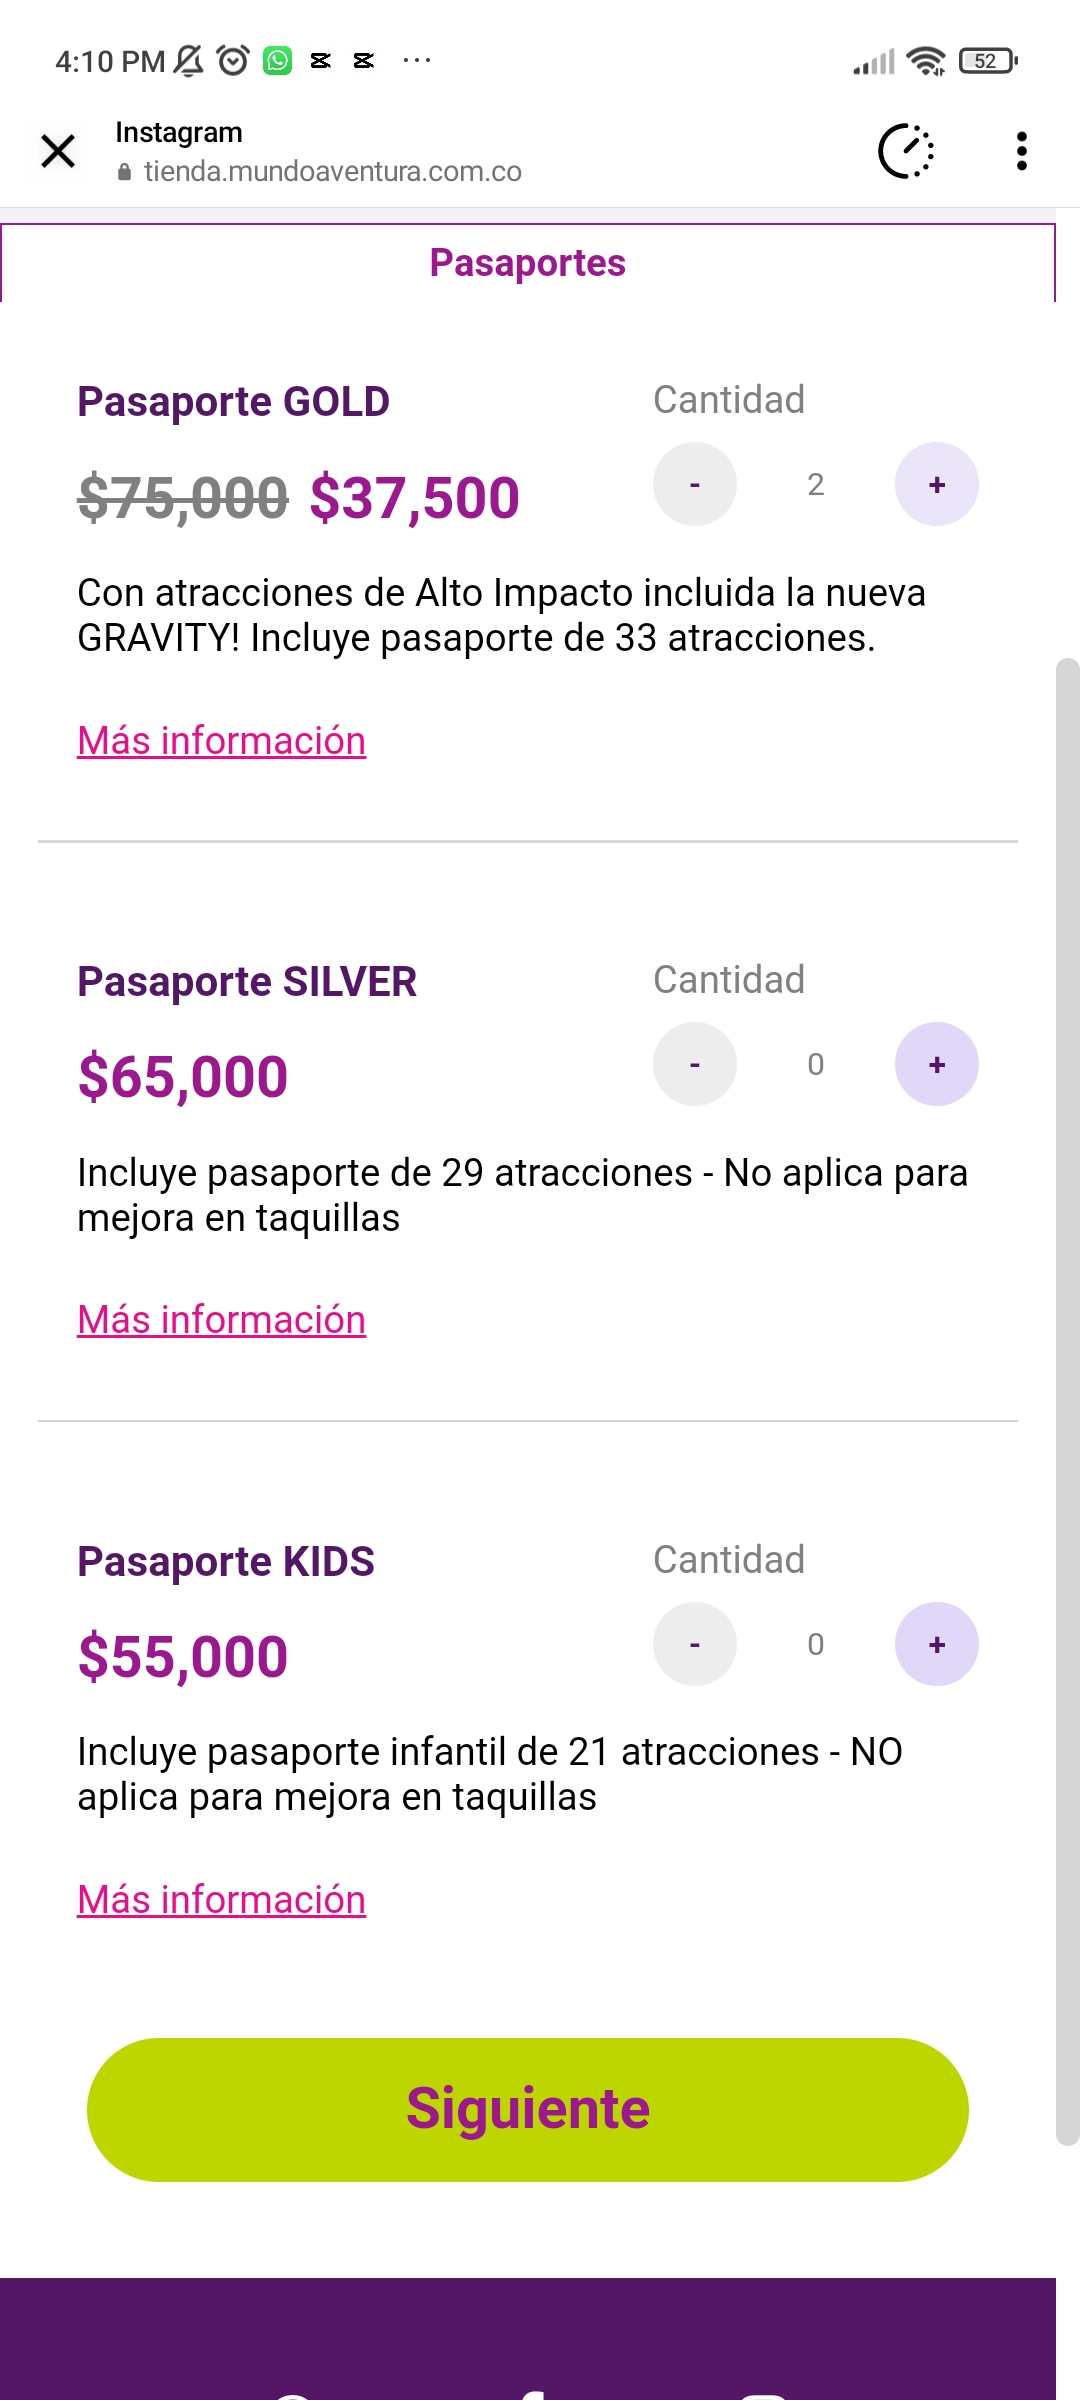 4:10 PM
52
Instagram
tienda.mundoaventura.com.co
Pasaportes
Pasaporte GOLD
Cantidad
$75,000 $37,500
- 2 +
Con atracciones de Alto Impacto incluida la nueva
GRAVITY! Incluye pasaporte de 33 atracciones.
Más información
Pasaporte SILVER
Cantidad
$65,000
- 0 +
Incluye pasaporte de 29 atracciones - No aplica para
mejora en taquillas
Más información
Pasaporte KIDS
Cantidad
$55,000
- 0 +
Incluye pasaporte infantil de 21 atracciones - NO
aplica para mejora en taquillas
Más información
Siguiente